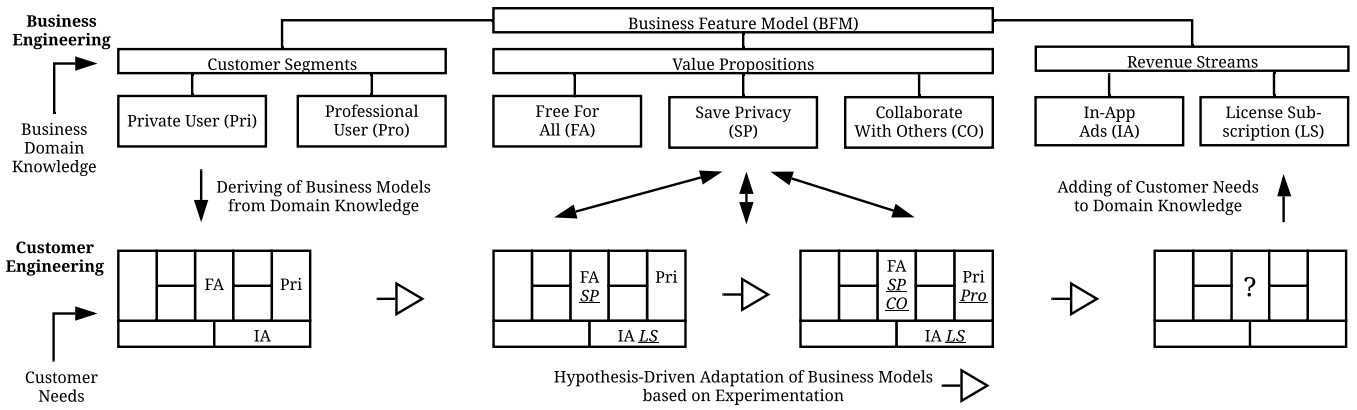 Business
Engineering
Business Feature Model (BFM)
Customer Segments
Value Propositions
Revenue Streams
Private User (Pri)
Professional
User (Pro)
Free For
All (FA)
Save Privacy
(SP)
Collaborate
With Others (CO)
In-App
Ads (IA)
License Sub-
scription (LS)
Business
Domain
Knowledge
Deriving of Business Models
from Domain Knowledge
Adding of Customer Needs
to Domain Knowledge
Customer
Engineering
FA
Pri
IA
FA
SP
Pri
IA LS
FA
SP
CO
Pri
Pro
IA LS
?
Customer
Needs
Hypothesis-Driven Adaptation of Business Models
based on Experimentation